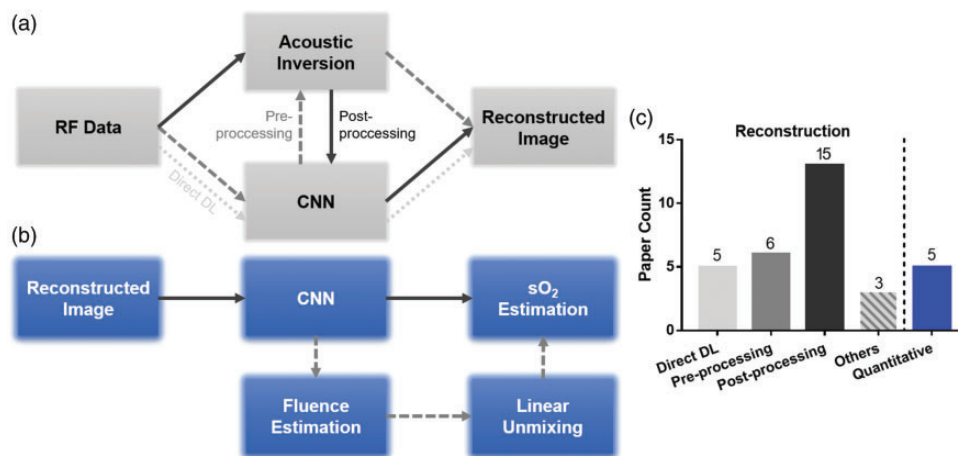 (a)
Acoustic
Inversion
RF Data
Pre-
proccessing
Post-
proccessing
Reconstructed
Image
Direct DL
CNN
(b)
Reconstructed
Image
CNN
sO2
Estimation
Fluence
Estimation
Linear
Unmixing
(c)
Reconstruction
Paper Count
15
10
5
0
5
6
15
3
5
Direct DL
Pre-processing
Post-processing
Others
Quantitative